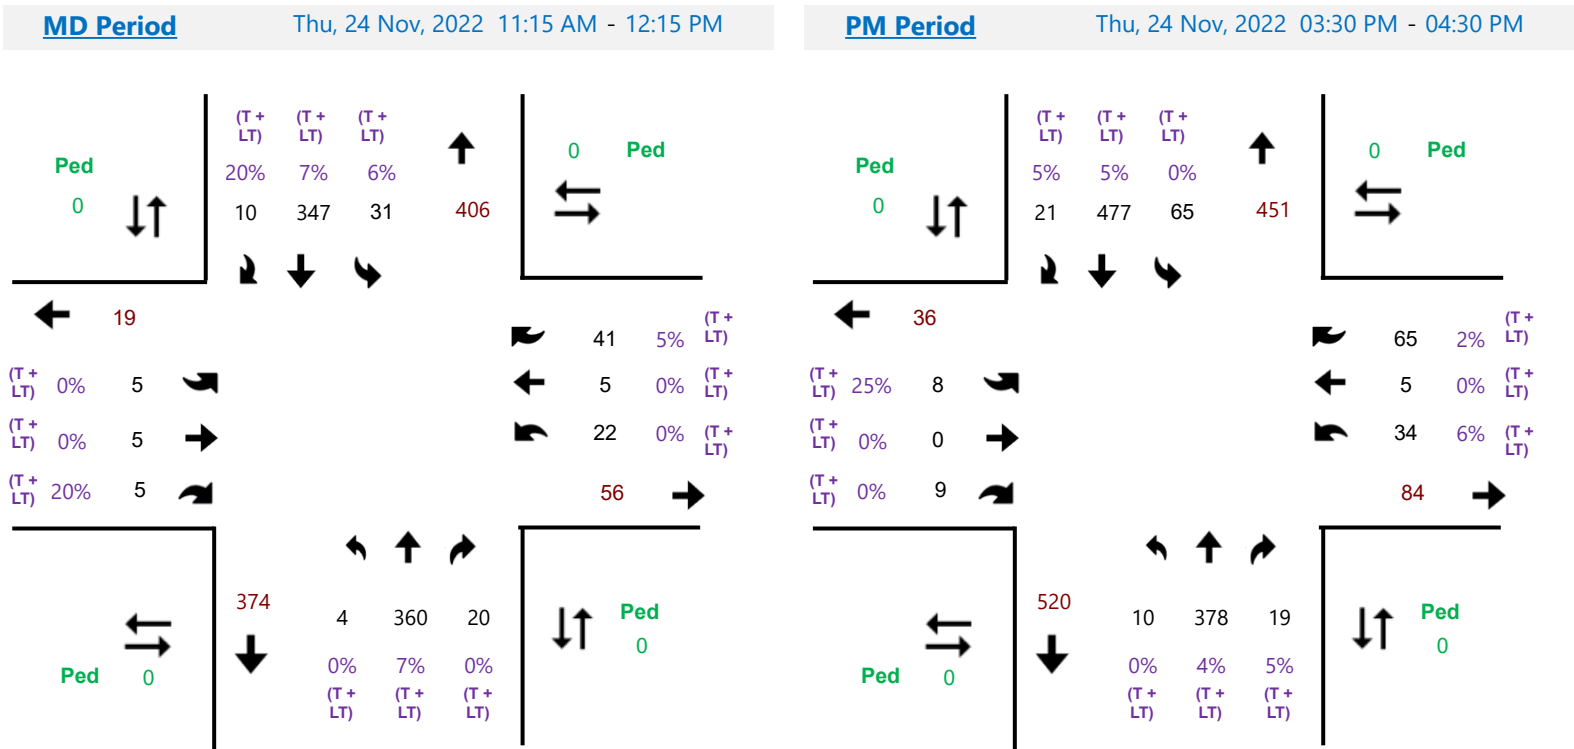 MD Period Thu, 24 Nov, 2022 11:15 AM - 12:15 PM
(T + LT) (T + LT) (T + LT)
20% 7% 6%
10 347 31 406
Ped
0
0 Ped
19
(T + LT) 0% 5
(T + LT) 0% 5
(T + LT) 20% 5
41 5% (T + LT)
5 0% (T + LT)
22 0% (T + LT)
56
374
4 360 20
0% 7% 0%
(T + LT) (T + LT) (T + LT)
Ped 0
Ped
0
PM Period Thu, 24 Nov, 2022 03:30 PM - 04:30 PM
(T + LT) (T + LT) (T + LT)
5% 5% 0%
21 477 65 451
Ped
0
0 Ped
36
(T + LT) 25% 8
(T + LT) 0% 0
(T + LT) 0% 9
65 2% (T + LT)
5 0% (T + LT)
34 6% (T + LT)
84
520
10 378 19
0% 4% 5%
(T + LT) (T + LT) (T + LT)
Ped 0
Ped
0